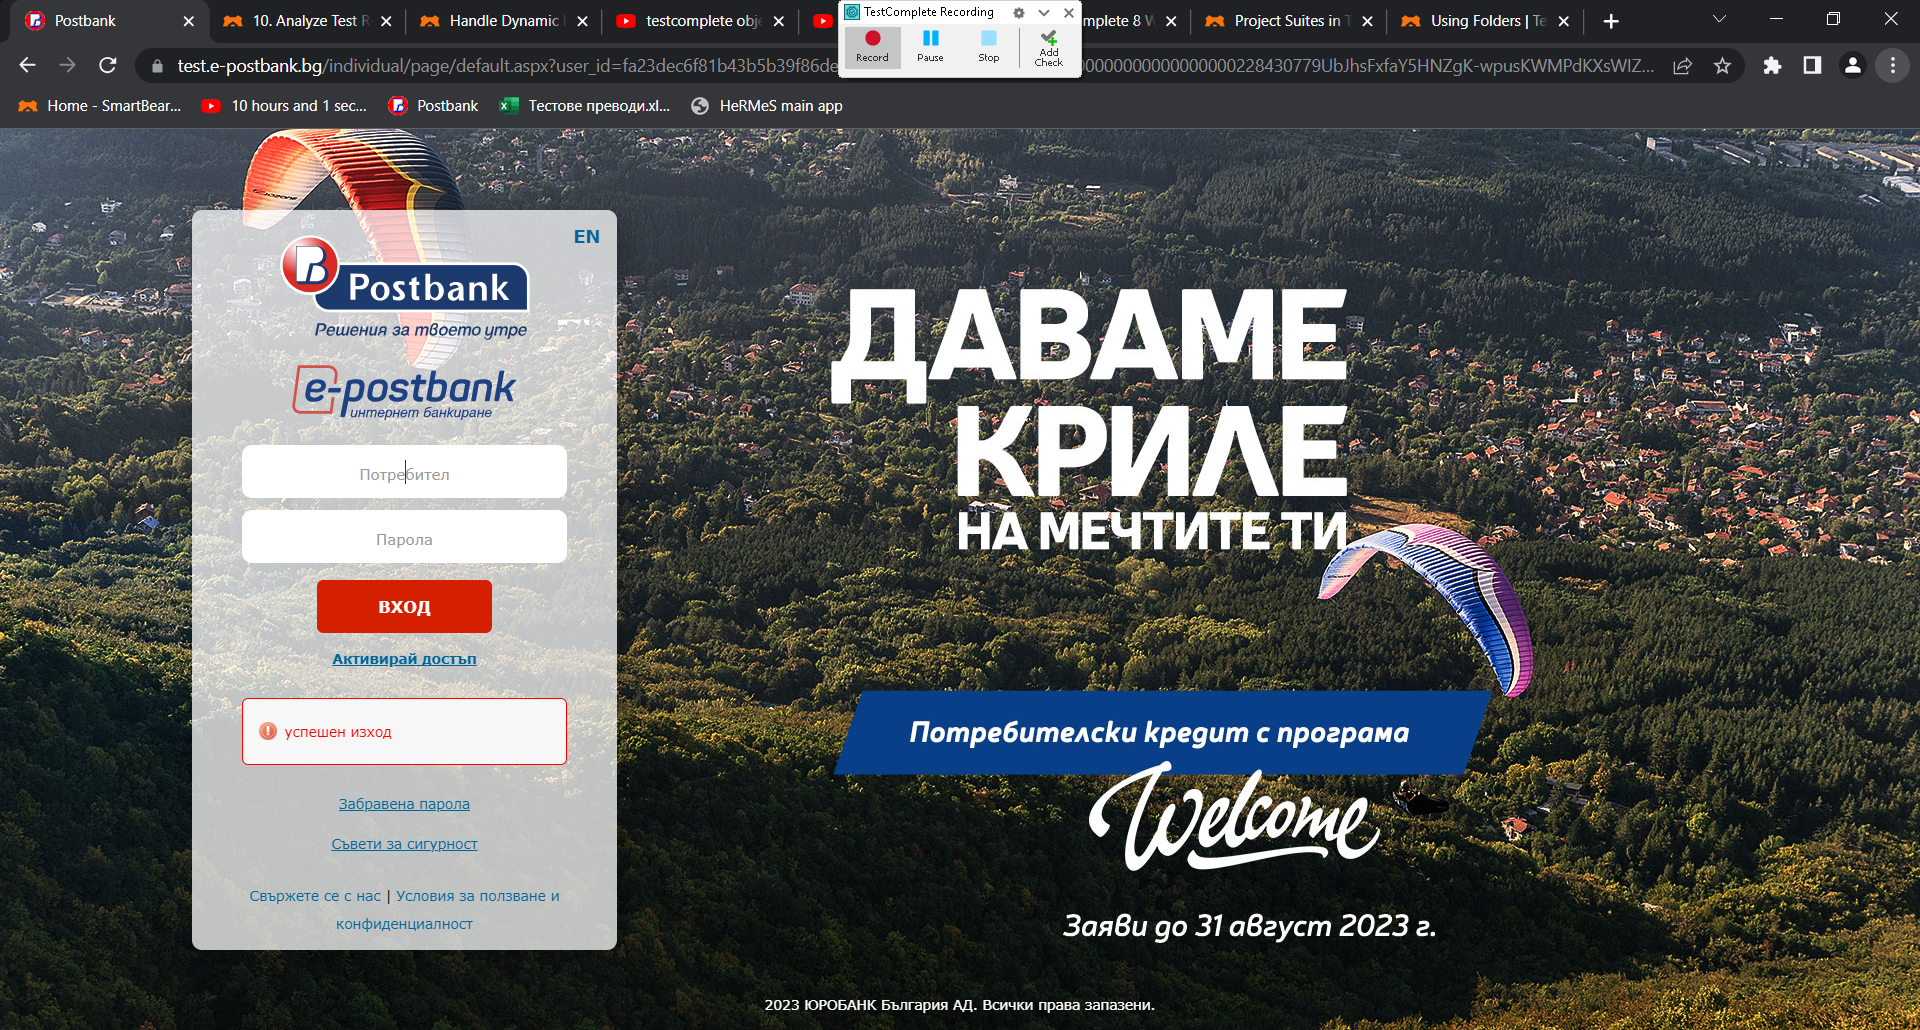 Postbank
10. Analyze Test R
Handle Dynamic
testcomplete obje
mplete 8 W
Project Suites in T
Using Folders | Te
TestComplete Recording
Record
Pause
Stop
Add
Check
test.e-postbank.bg/individual/page/default.aspx?user_id=fa23dec6f81b43b5b39f86de
0000000000000000228430779UbJhsFxfaY5HNZgK-wpusKWMPdKXsWIZ...
Home - SmartBear...
10 hours and 1 sec...
Postbank
Тестове преводи.xl...
HeRMeS main app
EN
Postbank
Решения за твоето утре
e-postbank
интернет банкиране
Потребител
Парола
ВХОД
Активирай достъп
успешен изход
Забравена парола
Съвети за сигурност
Свържете се с нас | Условия за ползване и
конфиденциалност
ДАВАМЕ
КРИЛЕ
НА МЕЧТИТЕ ТИ
Потребителски кредит с програма
Welcome
Заяви до 31 август 2023 г.
2023 ЮРОБАНК България АД. Всички права запазени.